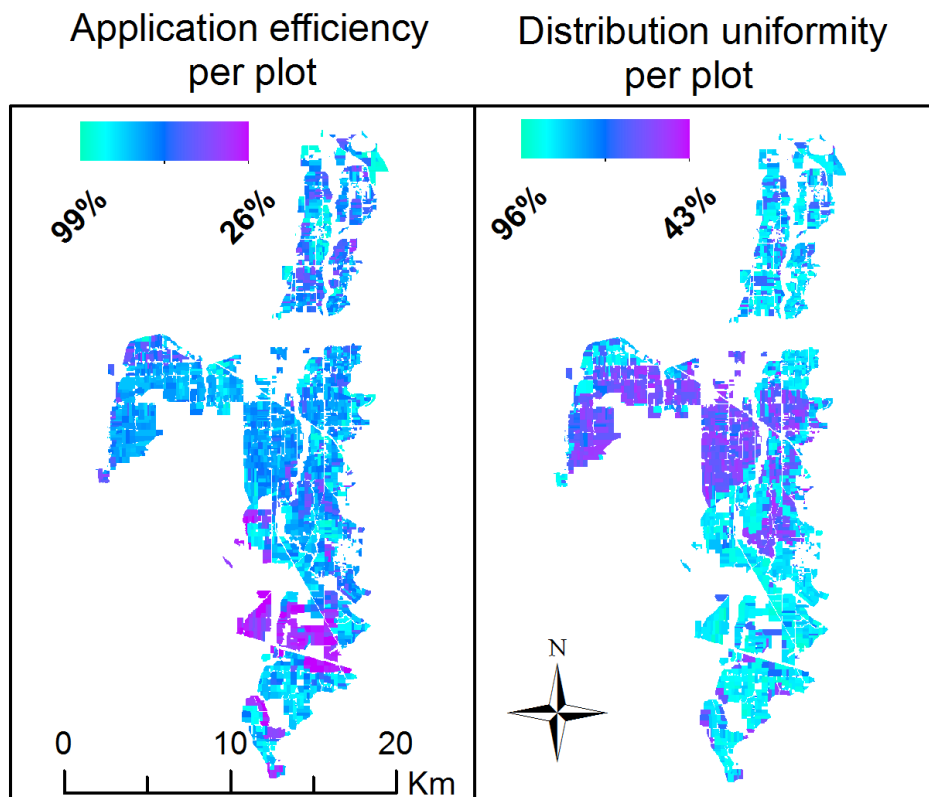 Application efficiency
per plot
Distribution uniformity
per plot
99%
26%
96%
43%
N
0
10
20
Km